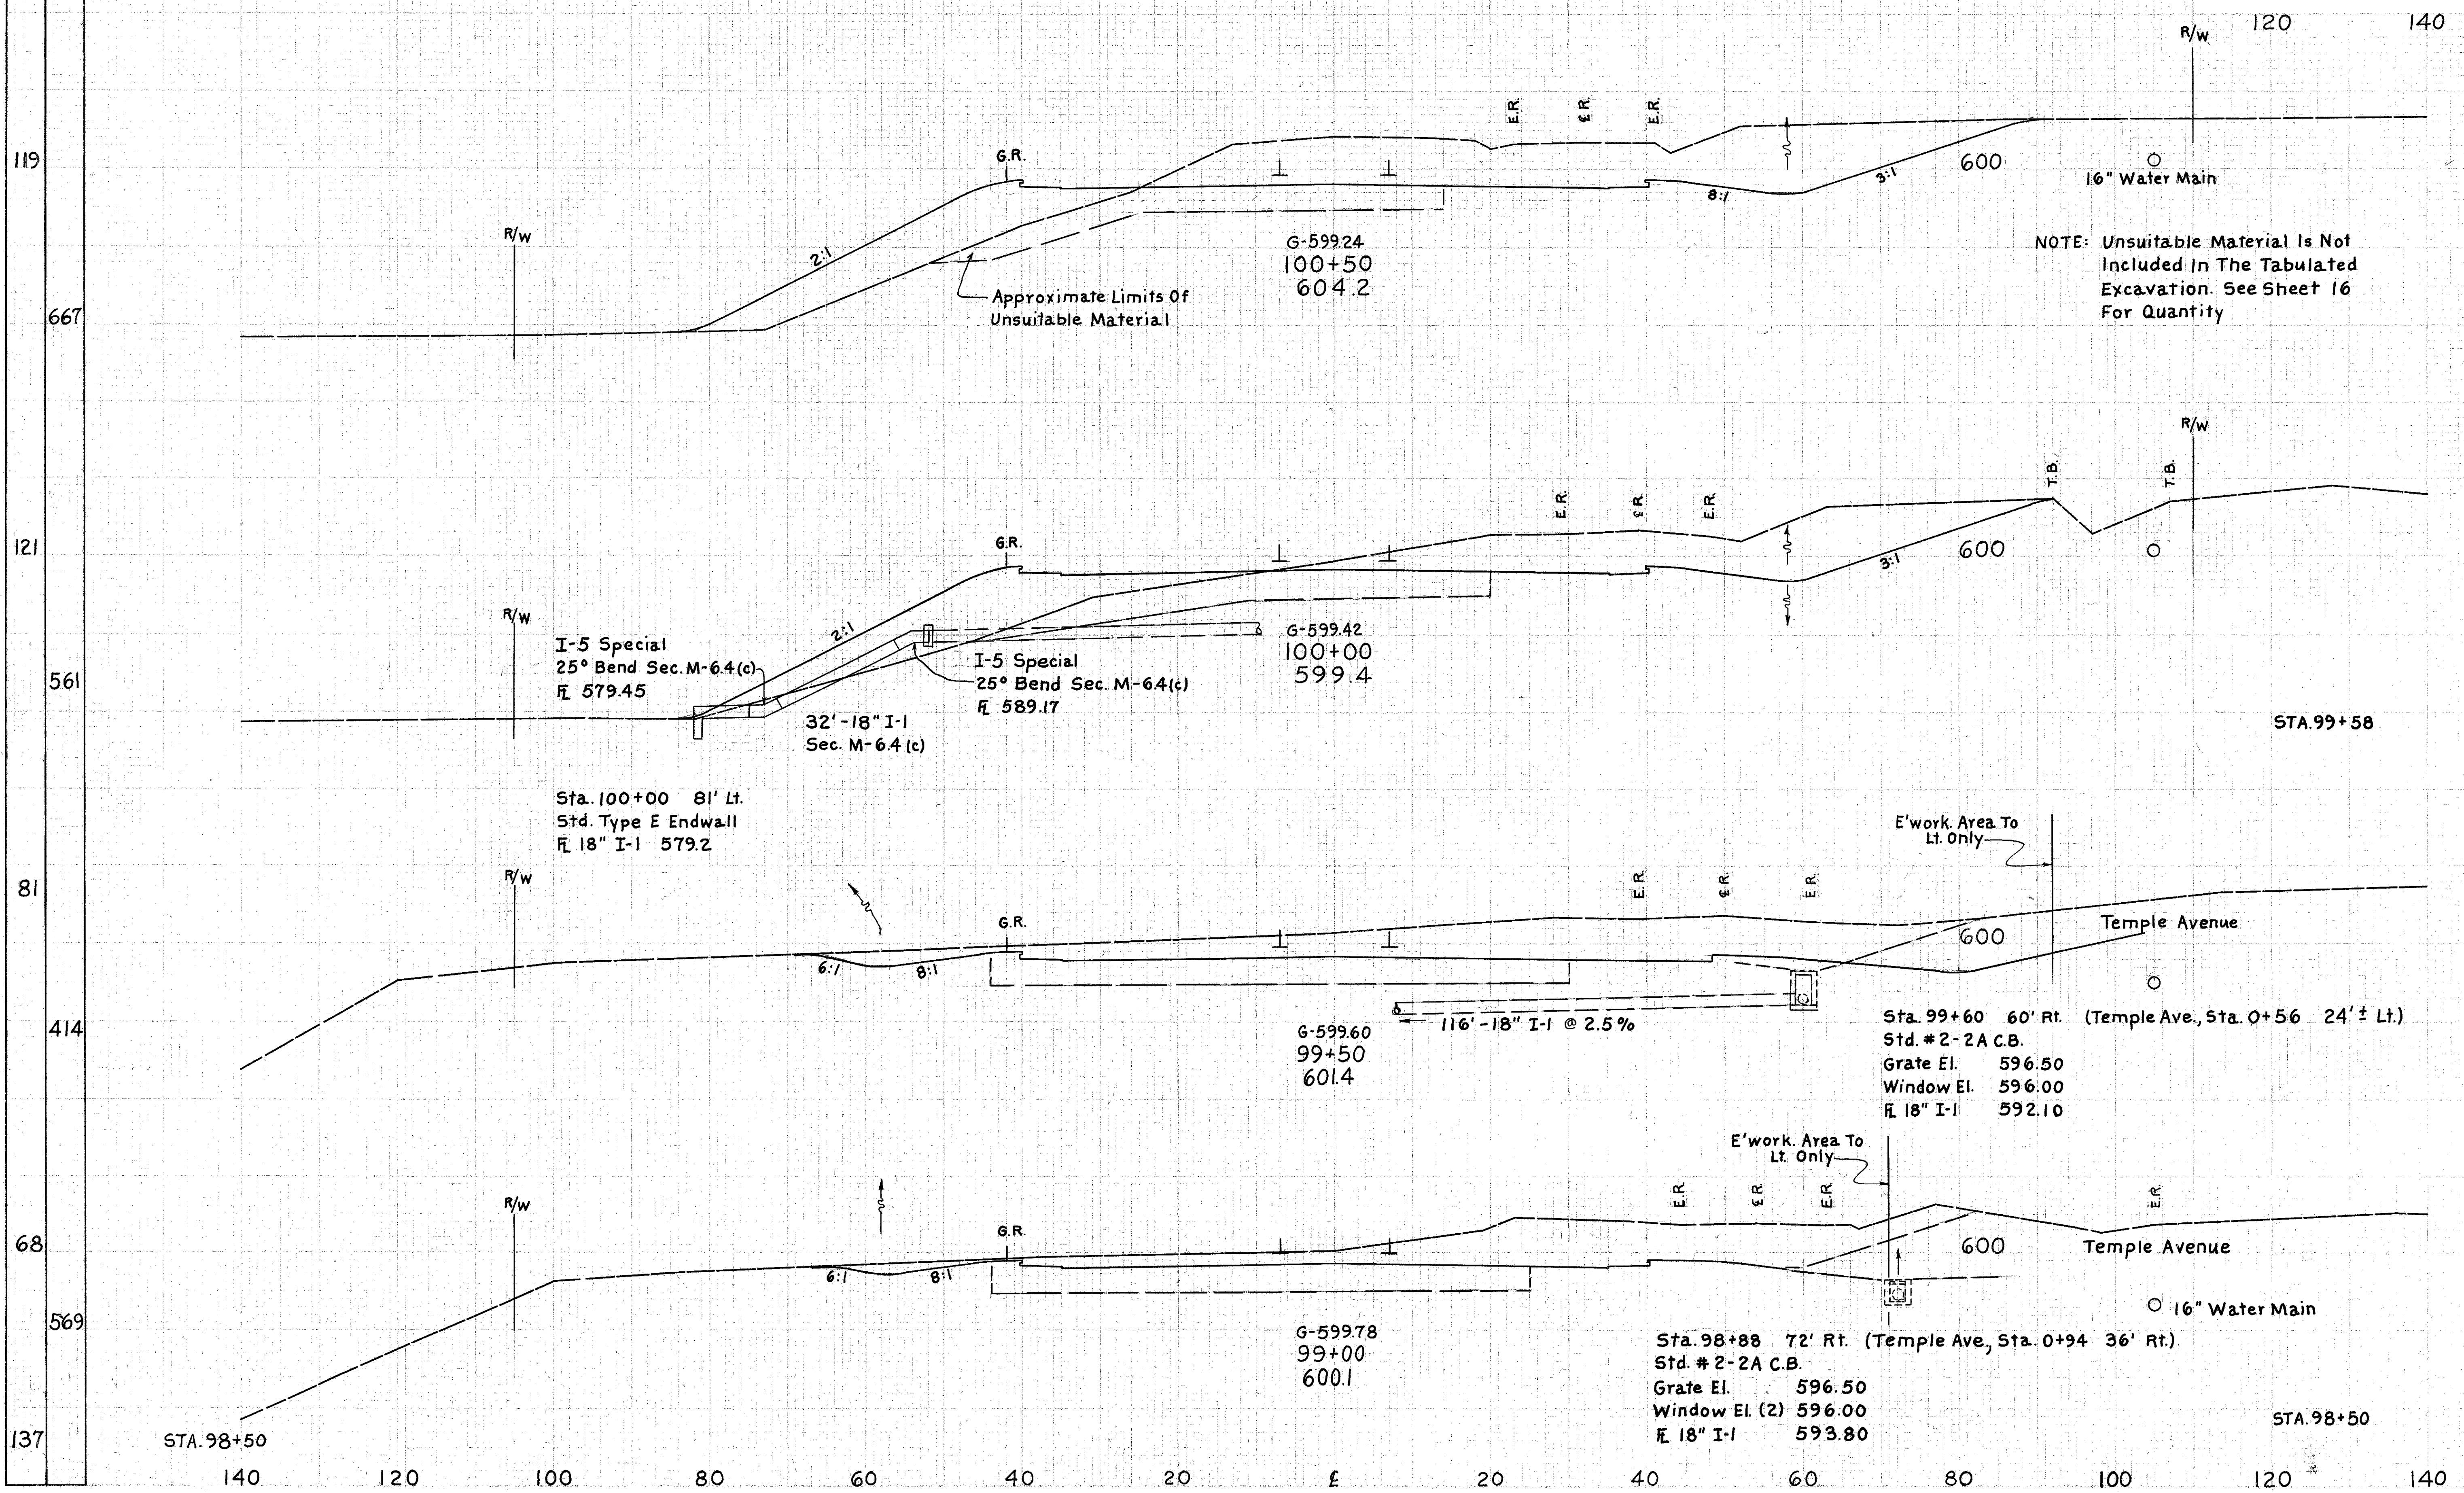 120 140
R/W
E.R. ȼ R. E.R.
119
G.R.
3:1
600
16" Water Main
8:1
R/W
2:1
G-599.24
100+50
604.2
NOTE: Unsuitable Material Is Not
Included In The Tabulated
Excavation. See Sheet 16
For Quantity
Approximate Limits Of
Unsuitable Material
667
R/W
T.B. T.B.
E.R. ȼ R. E.R.
121
G.R.
3:1
600
R/W
2:1
G-599.42
100+00
599.4
I-5 Special
25° Bend Sec. M-6.4(c)
FL 579.45
I-5 Special
25° Bend Sec. M-6.4(c)
FL 589.17
561
32'-18" I-1
Sec. M-6.4(c)
STA. 99+58
Sta. 100+00 81' Lt.
Std. Type E Endwall
FL 18" I-1 579.2
E'work. Area To
Lt. Only
81
R/W
E.R. ȼ R. E.R.
G.R.
600
Temple Avenue
6:1 8:1
414
116'-18" I-1 @ 2.5%
G-599.60
99+50
601.4
Sta. 99+60 60' Rt. (Temple Ave., Sta. 0+56 24'± Lt.)
Std. #2-2A C.B.
Grate El. 596.50
Window El. 596.00
FL 18" I-1 592.10
E'work. Area To
Lt. Only
R/W
E.R. ȼ R. E.R. E.R.
68
G.R.
600
Temple Avenue
6:1 8:1
569
16" Water Main
G-599.78
99+00
600.1
Sta. 98+88 72' Rt. (Temple Ave., Sta. 0+94 36' Rt.)
Std. #2-2A C.B.
Grate El. 596.50
Window El. (2) 596.00
FL 18" I-1 593.80
137
STA. 98+50
STA. 98+50
140 120 100 80 60 40 20 ȼ 20 40 60 80 100 120 140